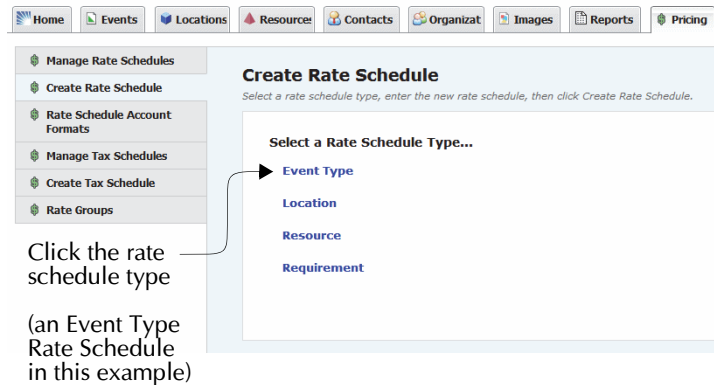 Home Events Locations Resources Contacts Organizat Images Reports Pricing
Manage Rate Schedules
Create Rate Schedule
Rate Schedule Account
Formats
Manage Tax Schedules
Create Tax Schedule
Rate Groups
Create Rate Schedule
Select a rate schedule type, enter the new rate schedule, then click Create Rate Schedule.
Select a Rate Schedule Type...
Event Type
Location
Resource
Requirement
Click the rate
schedule type
(an Event Type
Rate Schedule
in this example)